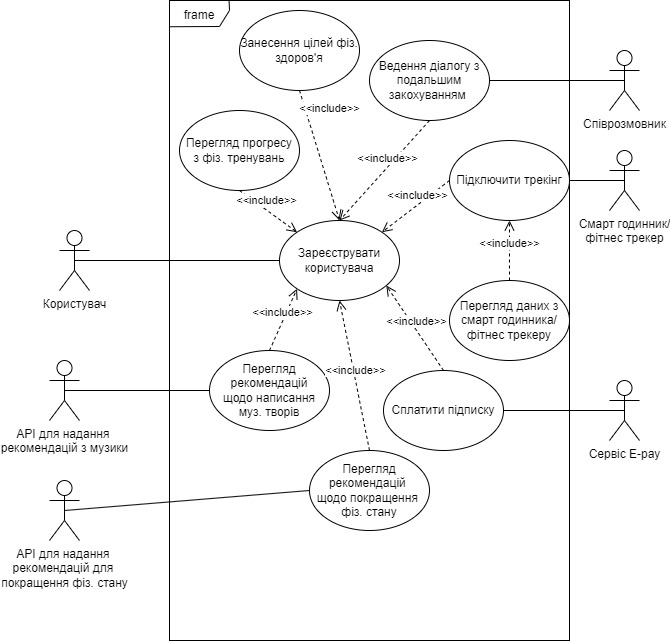 frame
Занесення цілей фіз.
здоров'я
Ведення діалогу з
подальшим
закохуванням
Співрозмовник
<<include>>
Перегляд прогресу
з фіз. тренувань
<<include>>
Підключити трекінг
<<include>>
<<include>>
Смарт годинник/
фітнес трекер
<<include>>
Зареєструвати
користувача
Користувач
Перегляд даних з
смарт годинника/
фітнес трекеру
<<include>>
<<include>>
Перегляд
рекомендацій
щодо написання
муз. творів
<<include>>
Сплатити підписку
АРІ для надання
рекомендацій з музики
Сервіс E-pay
Перегляд
рекомендацій
щодо покращення
фіз. стану
АРІ для надання
рекомендацій для
покращення фіз. стану